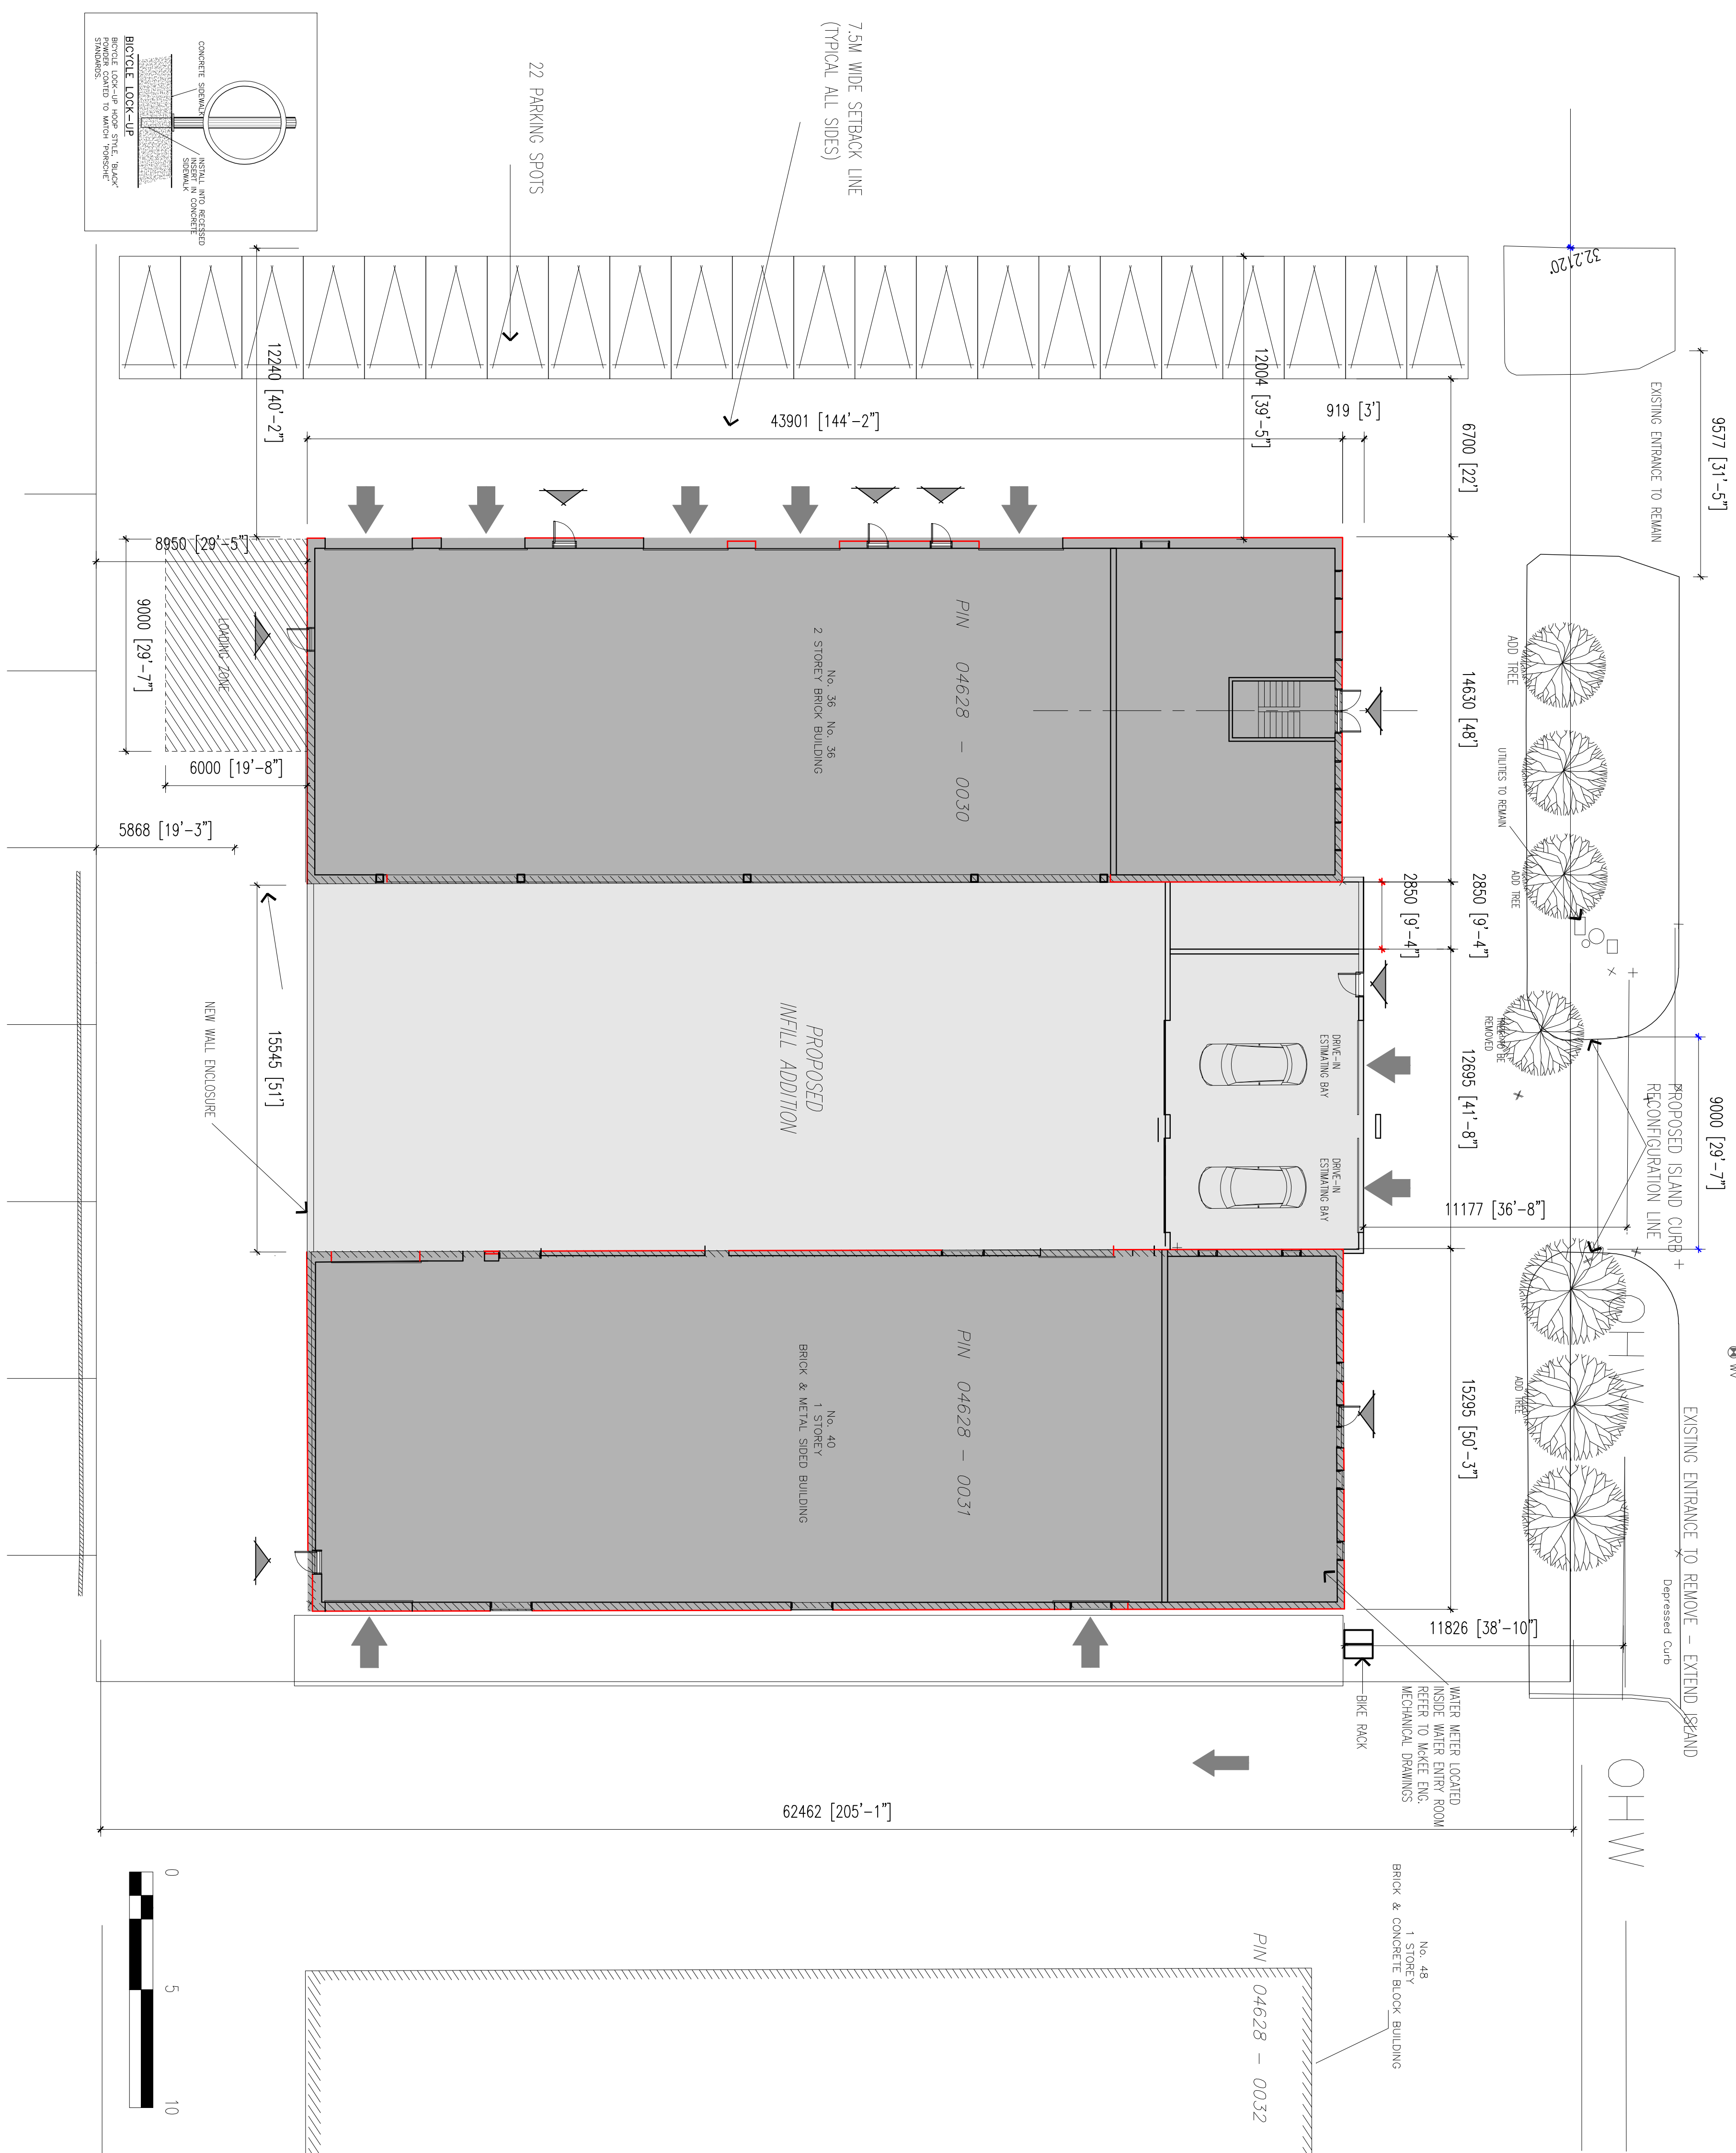 CONCRETE SIDEWALK
INSTALL INTO RECESSED
INSERT IN CONCRETE
SIDEWALK
BICYCLE LOCK-UP
BICYCLE LOCK-UP HOOP STYLE, 'BLACK'
POWDER COATED TO MATCH 'PORSCHE'
STANDARDS.
7.5M WIDE SETBACK LINE
(TYPICAL ALL SIDES)
22 PARKING SPOTS
32.2120'
9577 [31'-5"]
EXISTING ENTRANCE TO REMAIN
12240 [40'-2"]
12004 [39'-5"]
43901 [144'-2"]
919 [3']
6700 [22']
8950 [29'-5"]
9000 [29'-7"]
LOADING ZONE
6000 [19'-8"]
5868 [19'-3"]
PIN 04628 - 0030
No. 36 No. 36
2 STOREY BRICK BUILDING
14630 [48']
ADD TREE
UTILITIES TO REMAIN
ADD TREE
2850 [9'-4"]
2850 [9'-4"]
15545 [51']
NEW WALL ENCLOSURE
PROPOSED
INFILL ADDITION
DRIVE-IN
ESTIMATING BAY
DRIVE-IN
ESTIMATING BAY
12695 [41'-8"]
REMOVED
PROPOSED ISLAND CURB
RECONFIGURATION LINE
9000 [29'-7"]
11177 [36'-8"]
OHW
PIN 04628 - 0031
No. 40
1 STOREY
BRICK & METAL SIDED BUILDING
15295 [50'-3"]
ADD TREE
EXISTING ENTRANCE TO REMOVE - EXTEND ISLAND
Depressed Curb
11826 [38'-10"]
BIKE RACK
WATER METER LOCATED
INSIDE WATER ENTRY ROOM
REFER TO McKEE ENG.
MECHANICAL DRAWINGS
OHW
62462 [205'-1"]
0
5
10
No. 48
1 STOREY
BRICK & CONCRETE BLOCK BUILDING
PIN 04628 - 0032